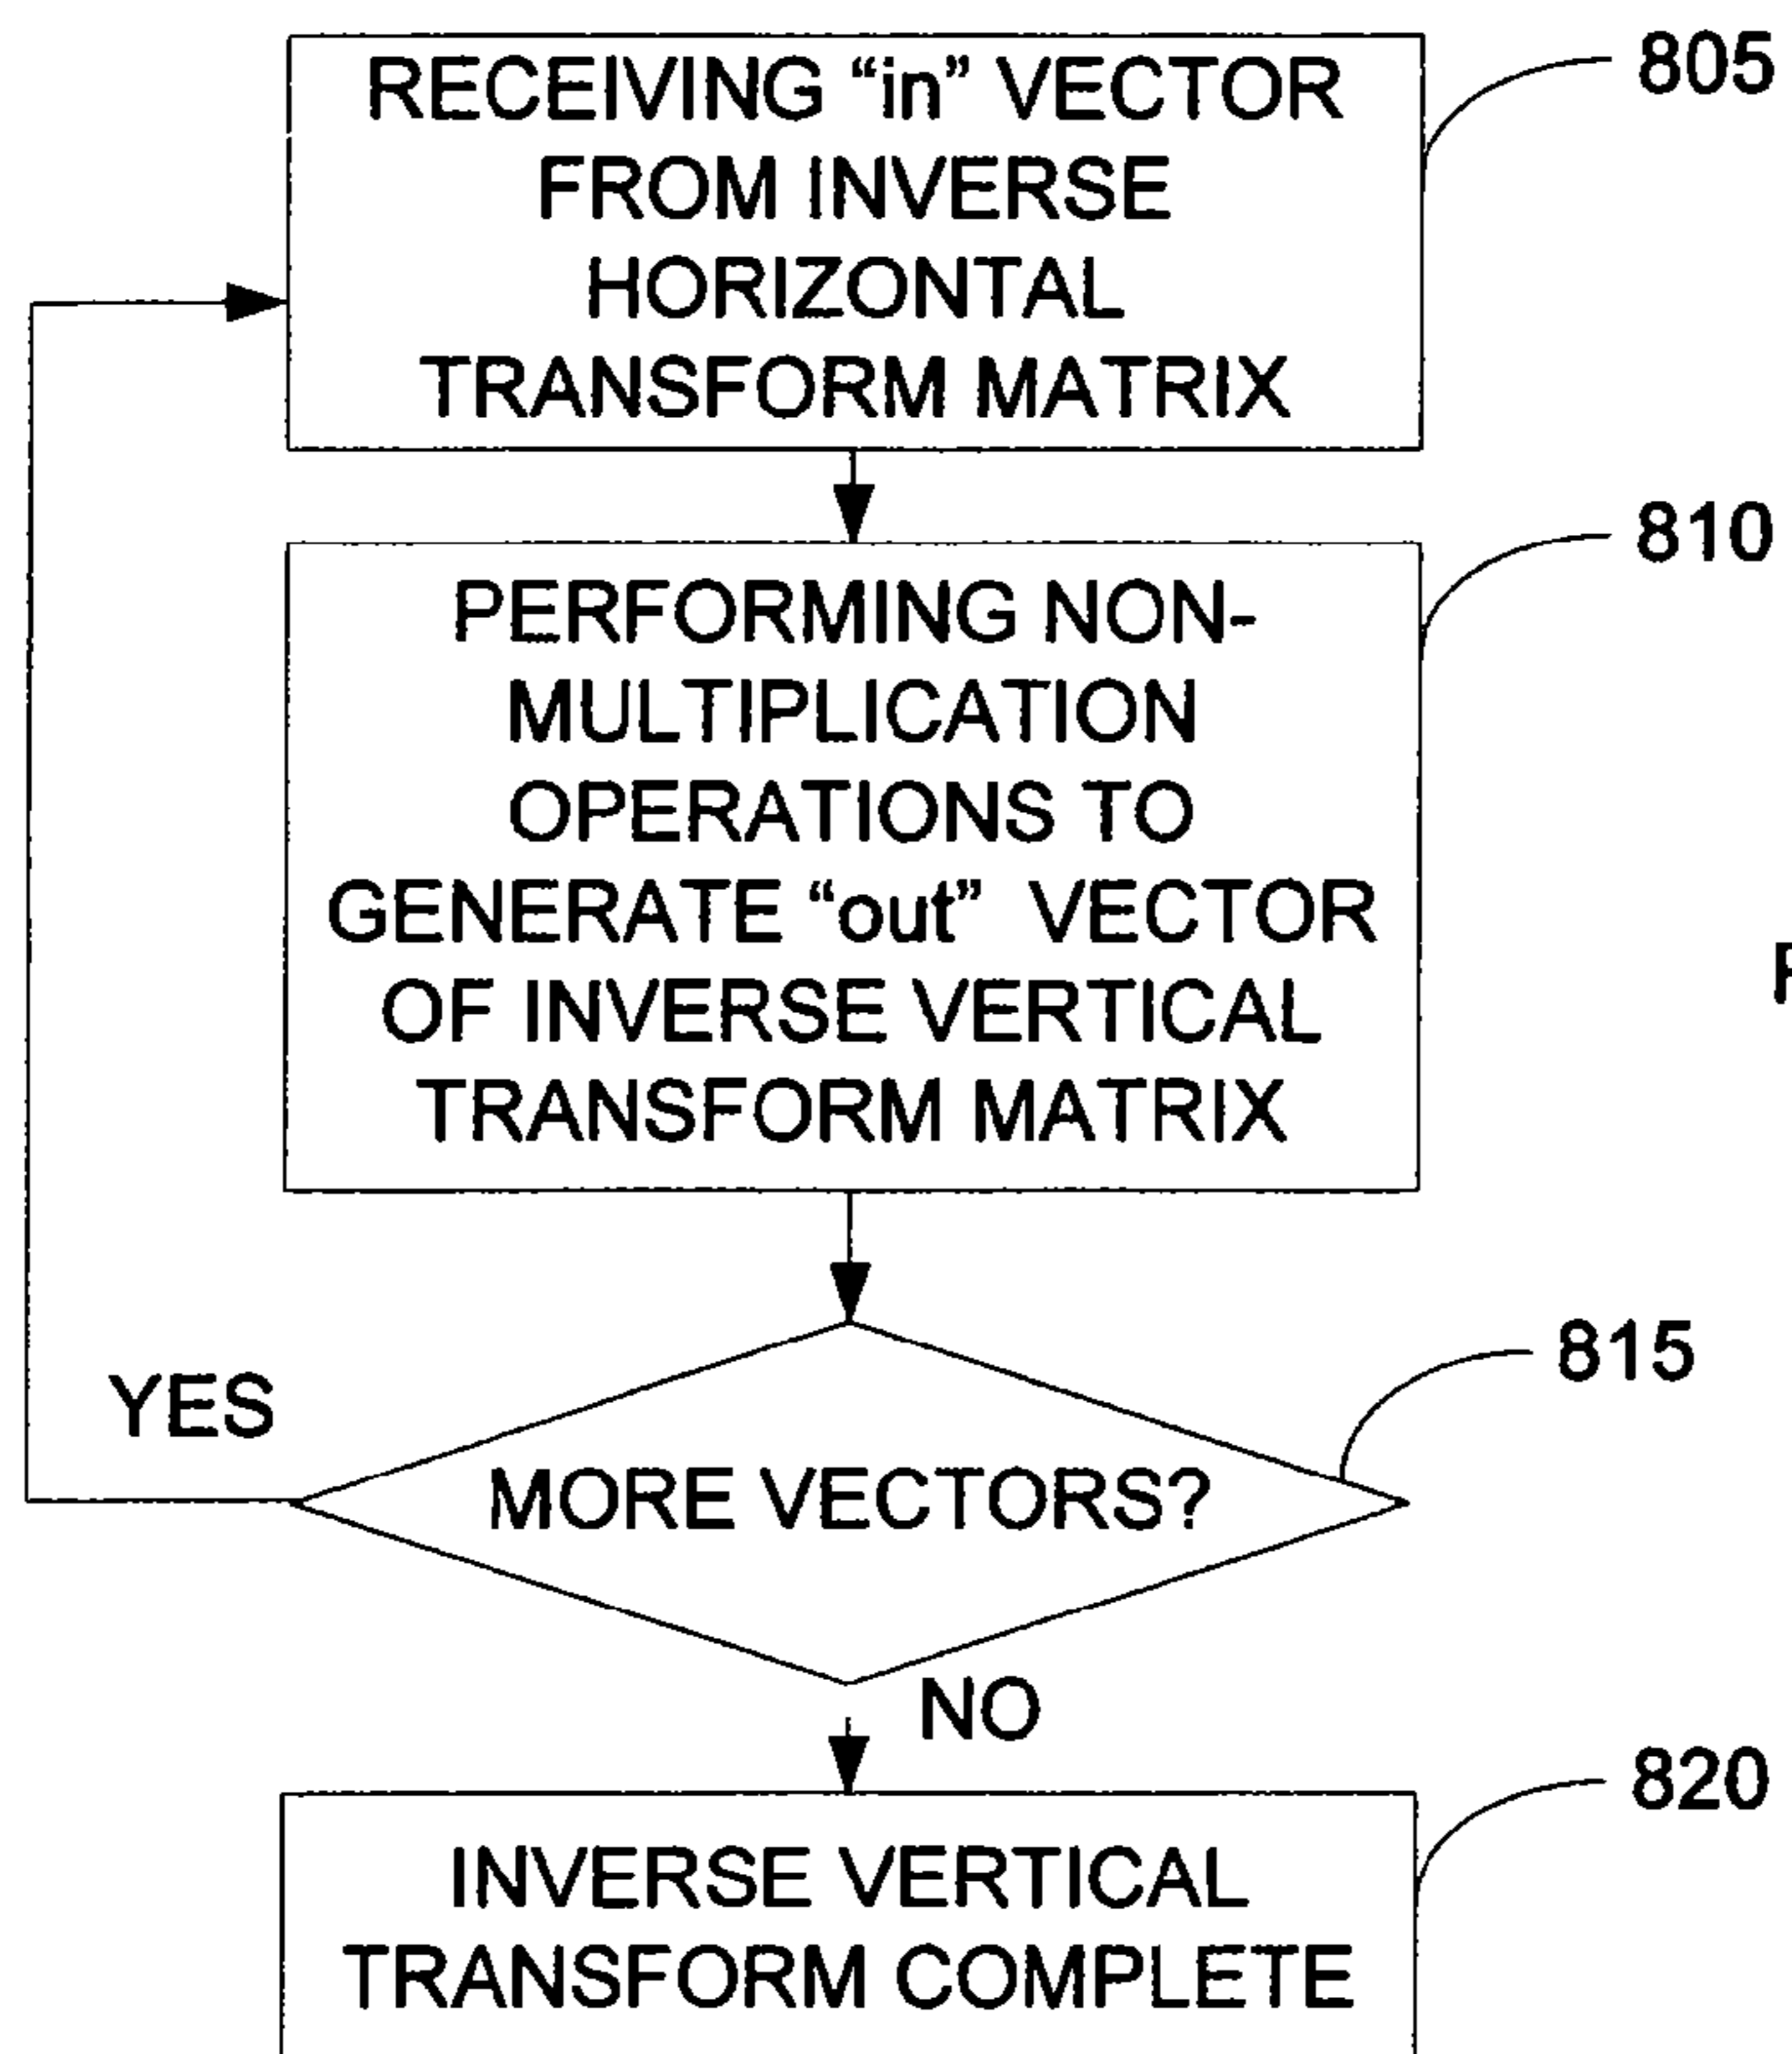 RECEIVING “in” VECTOR
FROM INVERSE
HORIZONTAL
TRANSFORM MATRIX
805
PERFORMING NON-
MULTIPLICATION
OPERATIONS TO
GENERATE “out” VECTOR
OF INVERSE VERTICAL
TRANSFORM MATRIX
810
MORE VECTORS?
815
YES
NO
INVERSE VERTICAL
TRANSFORM COMPLETE
820